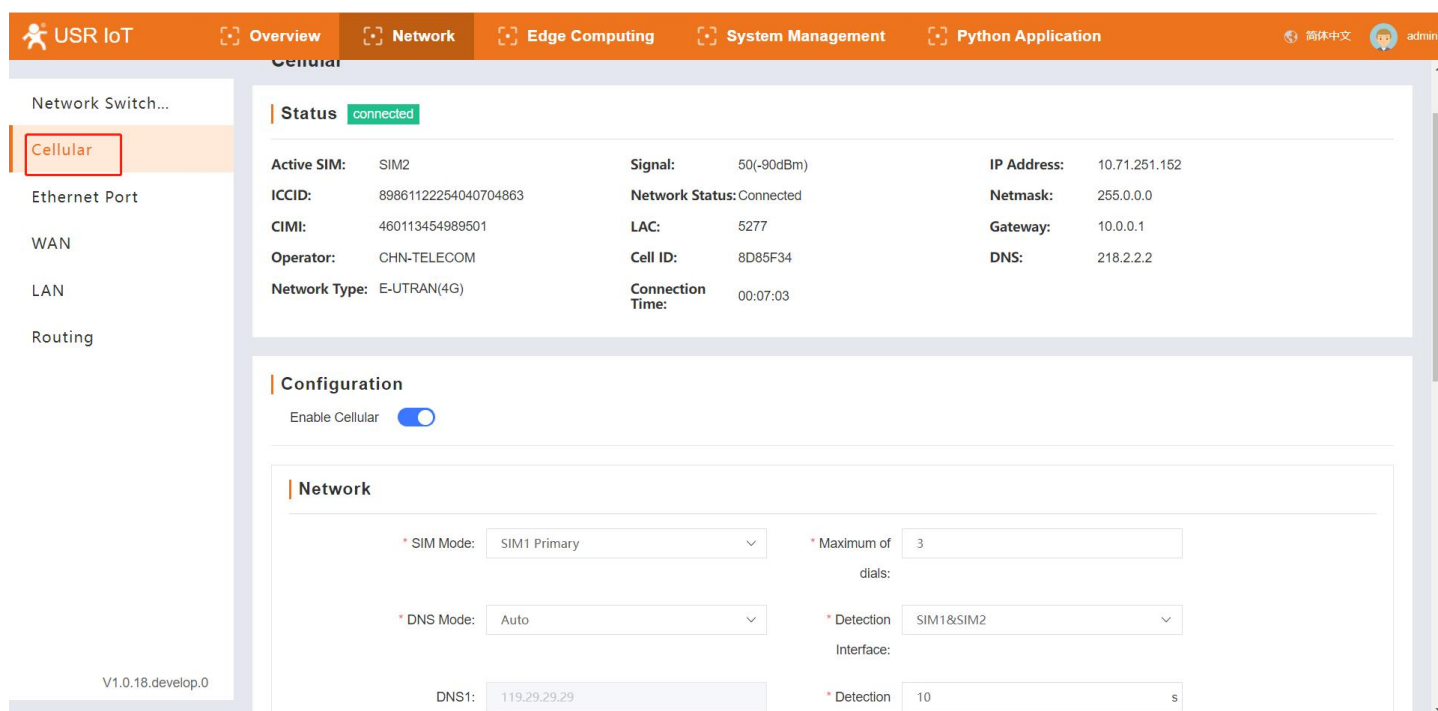 USR IoT Overview Network Edge Computing System Management Python Application 简体中文 admin
Cellular
Network Switch...
Cellular
Ethernet Port
WAN
LAN
Routing
V1.0.18.develop.0
Status connected
Active SIM: SIM2 Signal: 50(-90dBm) IP Address: 10.71.251.152
ICCID: 89861122254040704863 Network Status: Connected Netmask: 255.0.0.0
CIMI: 460113454989501 LAC: 5277 Gateway: 10.0.0.1
Operator: CHN-TELECOM Cell ID: 8D85F34 DNS: 218.2.2.2
Network Type: E-UTRAN(4G) Connection Time: 00:07:03
Configuration
Enable Cellular
Network
* SIM Mode: SIM1 Primary * Maximum of dials: 3
* DNS Mode: Auto * Detection Interface: SIM1&SIM2
DNS1: 119.29.29.29 * Detection 10 s